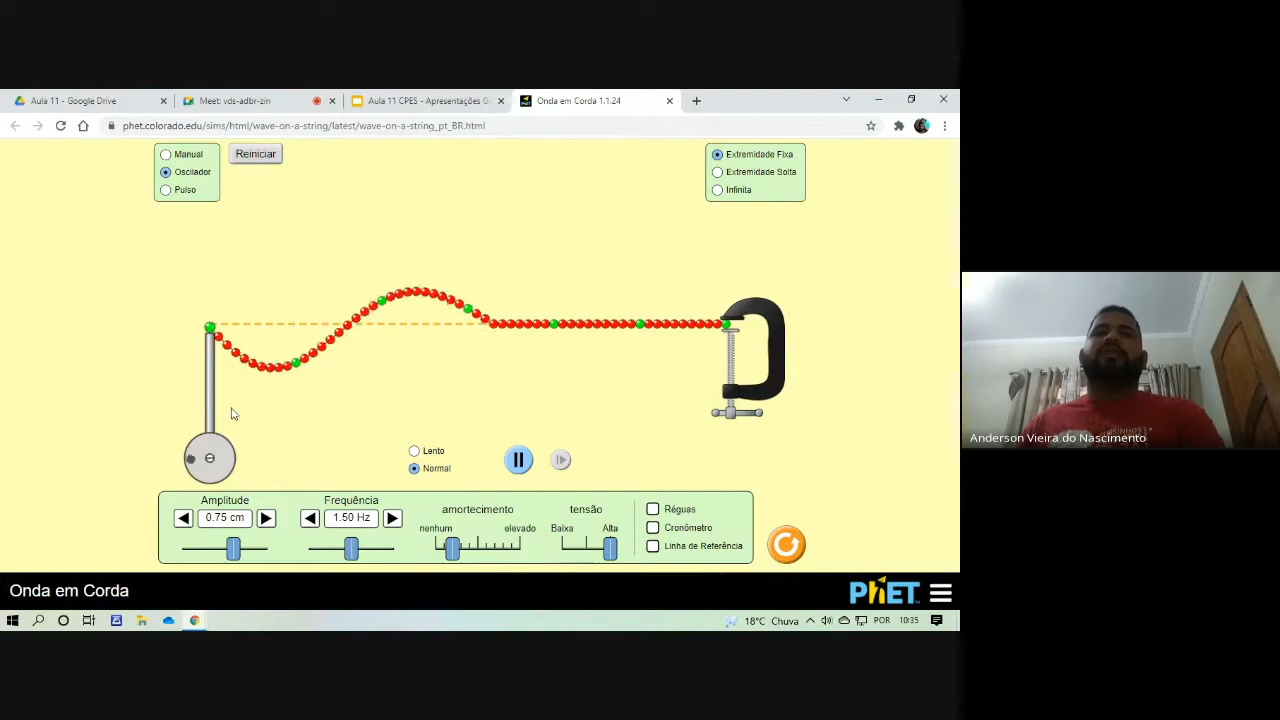 Aula 11 - Google Drive
Meet: vds-adbr-zin
Aula 11 CPES - Apresentações G
Onda em Corda 1.1.24
phet.colorado.edu/sims/html/wave-on-a-string/latest/wave-on-a-string_pt_BR.html
Manual
Oscilador
Pulso
Reiniciar
Extremidade Fixa
Extremidade Solta
Infinita
Lento
Normal
Amplitude
0.75 cm
Frequência
1.50 Hz
amortecimento
nenhum
elevado
tensão
Baixa
Alta
Réguas
Cronômetro
Linha de Referência
Onda em Corda
PhET
18°C Chuva
POR
10:35
Anderson Vieira do Nascimento